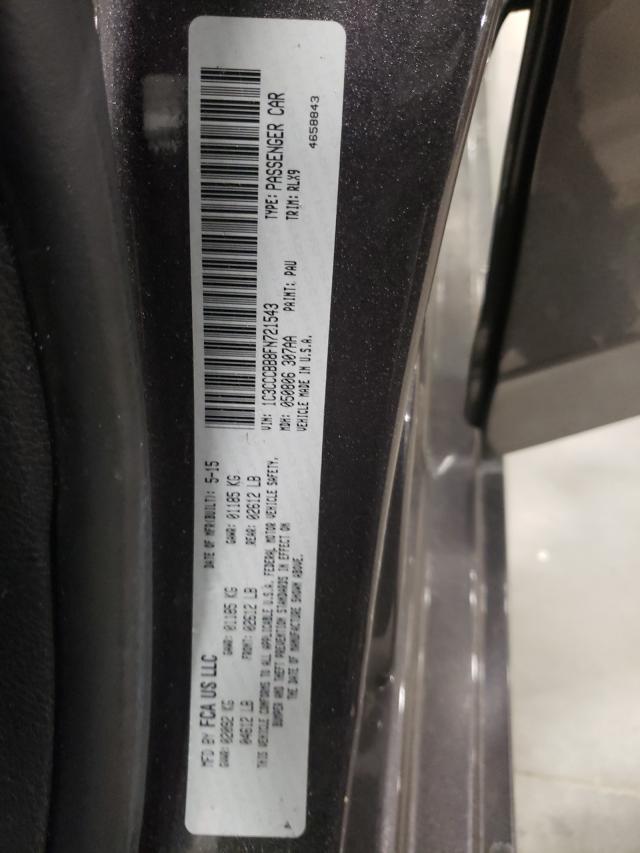 MFD BY FCA US LLC DATE OF MFR(BUILT): 5-15
GVWR: 02092 KG GAWR: 01185 KG GAWR: 01185 KG
04612 LB FRONT: 02612 LB REAR: 02612 LB
THIS VEHICLE CONFORMS TO ALL APPLICABLE U.S.A. FEDERAL MOTOR VEHICLE SAFETY,
BUMPER AND THEFT PREVENTION STANDARDS IN EFFECT ON
THE DATE OF MANUFACTURE SHOWN ABOVE.
VIN: 1C3CCCBB8FN721543 TYPE: PASSENGER CAR
MDH: 050806 307AA PAINT: PAU TRIM: RLX9
VEHICLE MADE IN U.S.A.
4658843